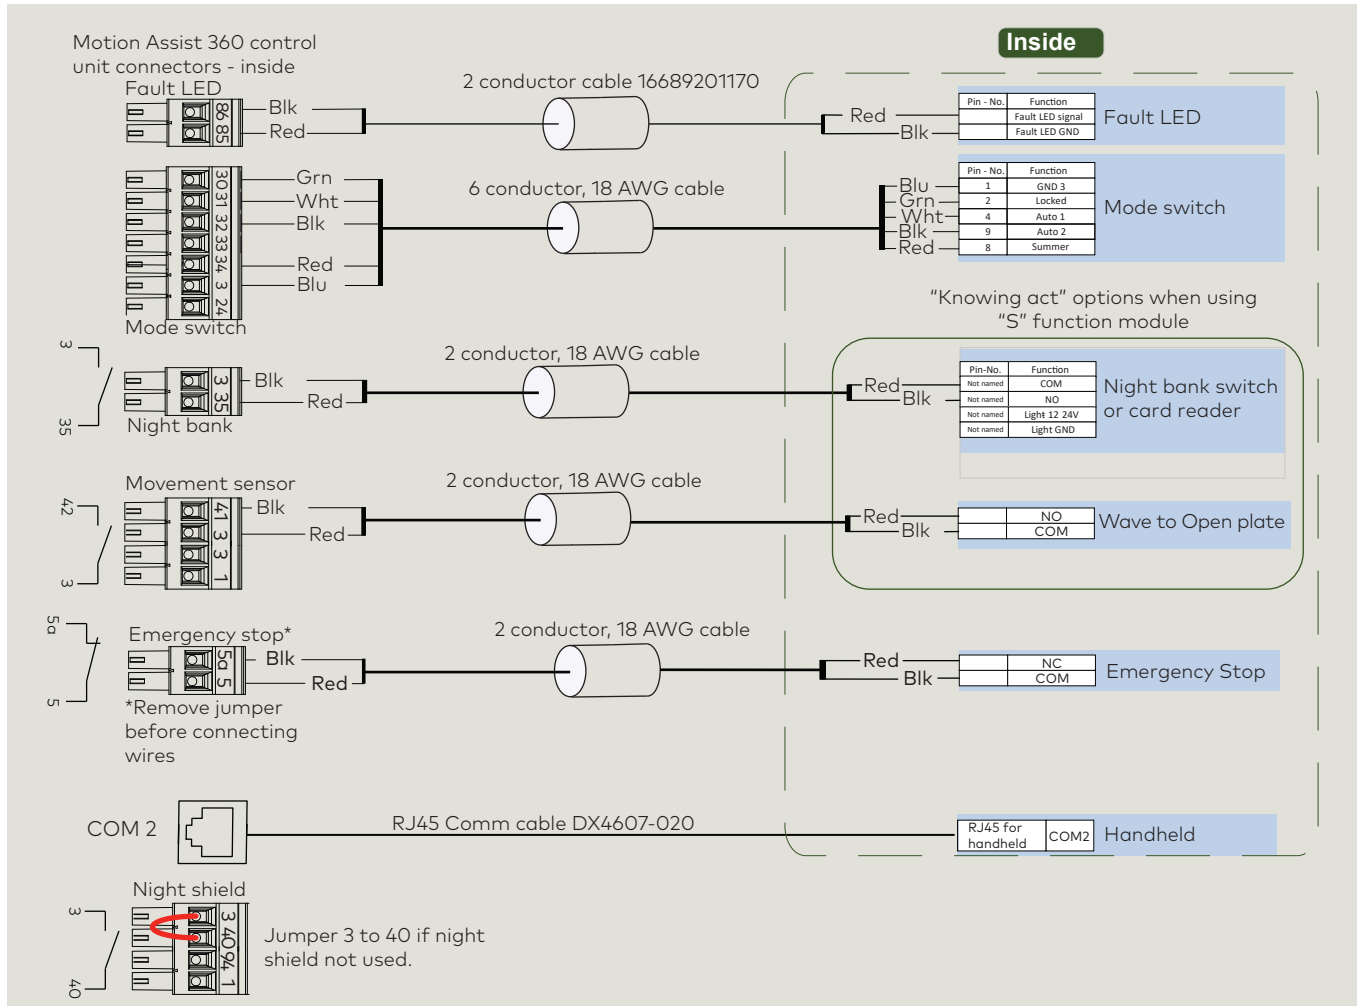 Motion Assist 360 control
unit connectors - inside
Inside
Fault LED
86 85
Blk
Red
2 conductor cable 16689201170
Red
Blk
Pin - No. Function
Fault LED signal
Fault LED GND
Fault LED
30 31 32 33 34 3 24
Grn
Wht
Blk
Red
Blu
Mode switch
6 conductor, 18 AWG cable
Blu
Grn
Wht
Blk
Red
Pin - No. Function
1 GND 3
2 Locked
4 Auto 1
9 Auto 2
8 Summer
Mode switch
"Knowing act" options when using
"S" function module
3
35
3 35
Blk
Red
Night bank
2 conductor, 18 AWG cable
Red
Blk
Pin-No. Function
Not named COM
Not named NO
Not named Light 12 24V
Not named Light GND
Night bank switch
or card reader
Movement sensor
42
3
41 3 3 1
Blk
Red
2 conductor, 18 AWG cable
Red
Blk
NO
COM
Wave to Open plate
5a
5
Emergency stop*
5a 5
Blk
Red
*Remove jumper
before connecting
wires
2 conductor, 18 AWG cable
Red
Blk
NC
COM
Emergency Stop
COM 2
RJ45 Comm cable DX4607-020
RJ45 for
handheld
COM2
Handheld
Night shield
3
40
3 40 94 1
Jumper 3 to 40 if night
shield not used.